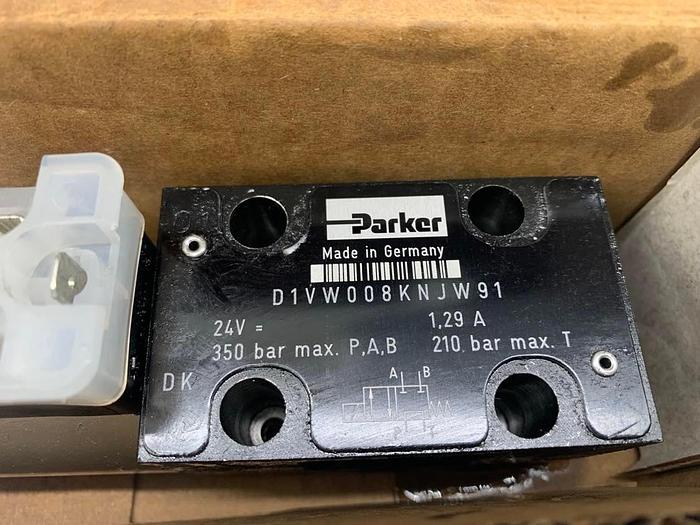 Parker
Made in Germany
D1VW008KNJW91
24V = 1,29 A
350 bar max. P,A,B 210 bar max. T
DK
A B